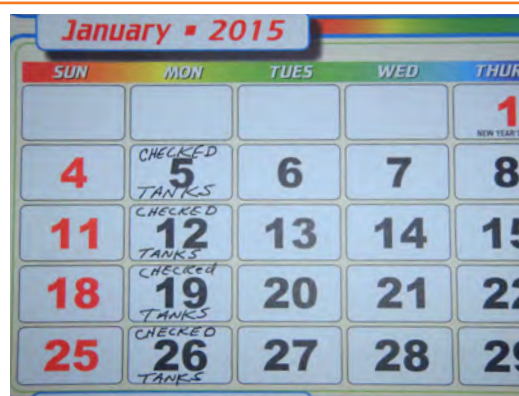 January ▪ 2015
SUN MON TUES WED THUR
1
NEW YEAR'S
4 CHECKED 5 TANKS 6 7 8
11 CHECKED 12 TANKS 13 14 15
18 CHECKed 19 TANKS 20 21 22
25 CHECKED 26 TANKS 27 28 29